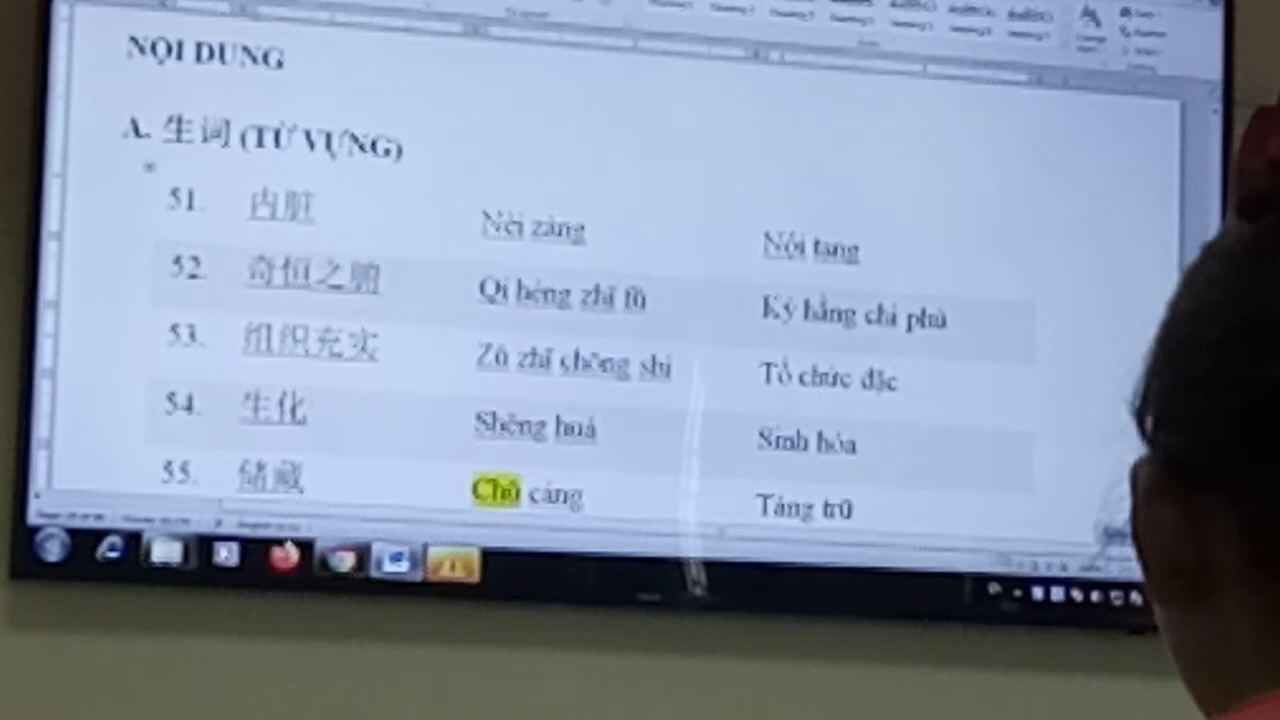 NỘI DUNG
A. 生词 (TỪ VỰNG)
51. 内脏 Nèi zàng Nội tạng
52. 奇恒之腑 Qí héng zhī fǔ Kỳ hằng chi phủ
53. 组织充实 Zǔ zhī chōng shí Tổ chức đặc
54. 生化 Shēng huà Sinh hóa
55. 储藏 Chǔ cáng Tàng trữ